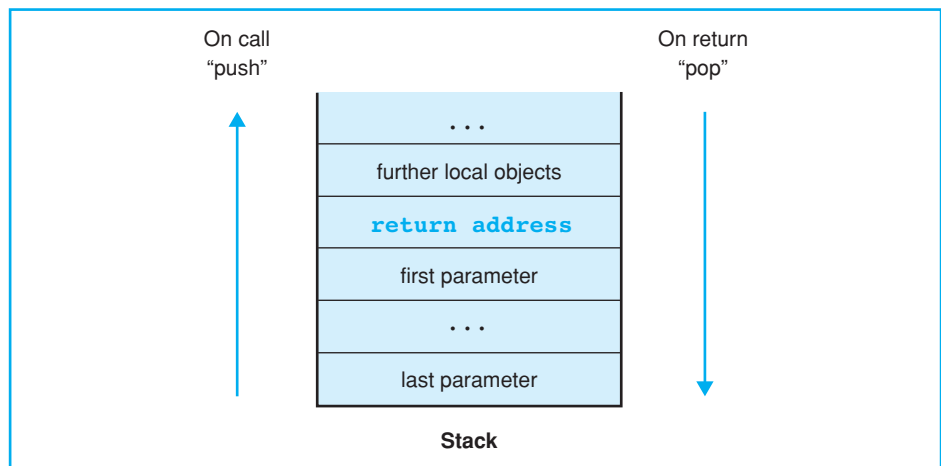 On call
“push”
On return
“pop”
...
further local objects
return address
first parameter
...
last parameter
Stack